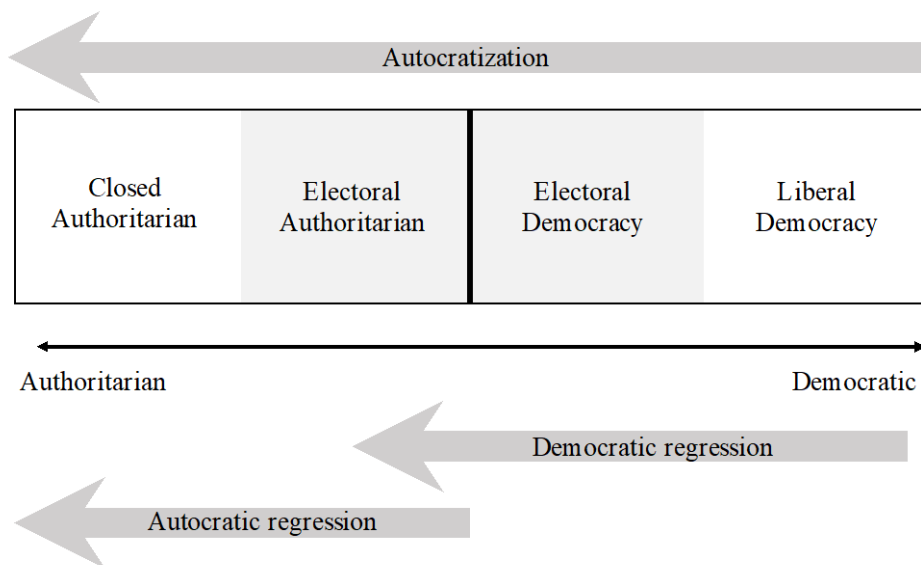 Autocratization
Closed
Authoritarian
Electoral
Authoritarian
Electoral
Democracy
Liberal
Democracy
Authoritarian
Democratic
Democratic regression
Autocratic regression